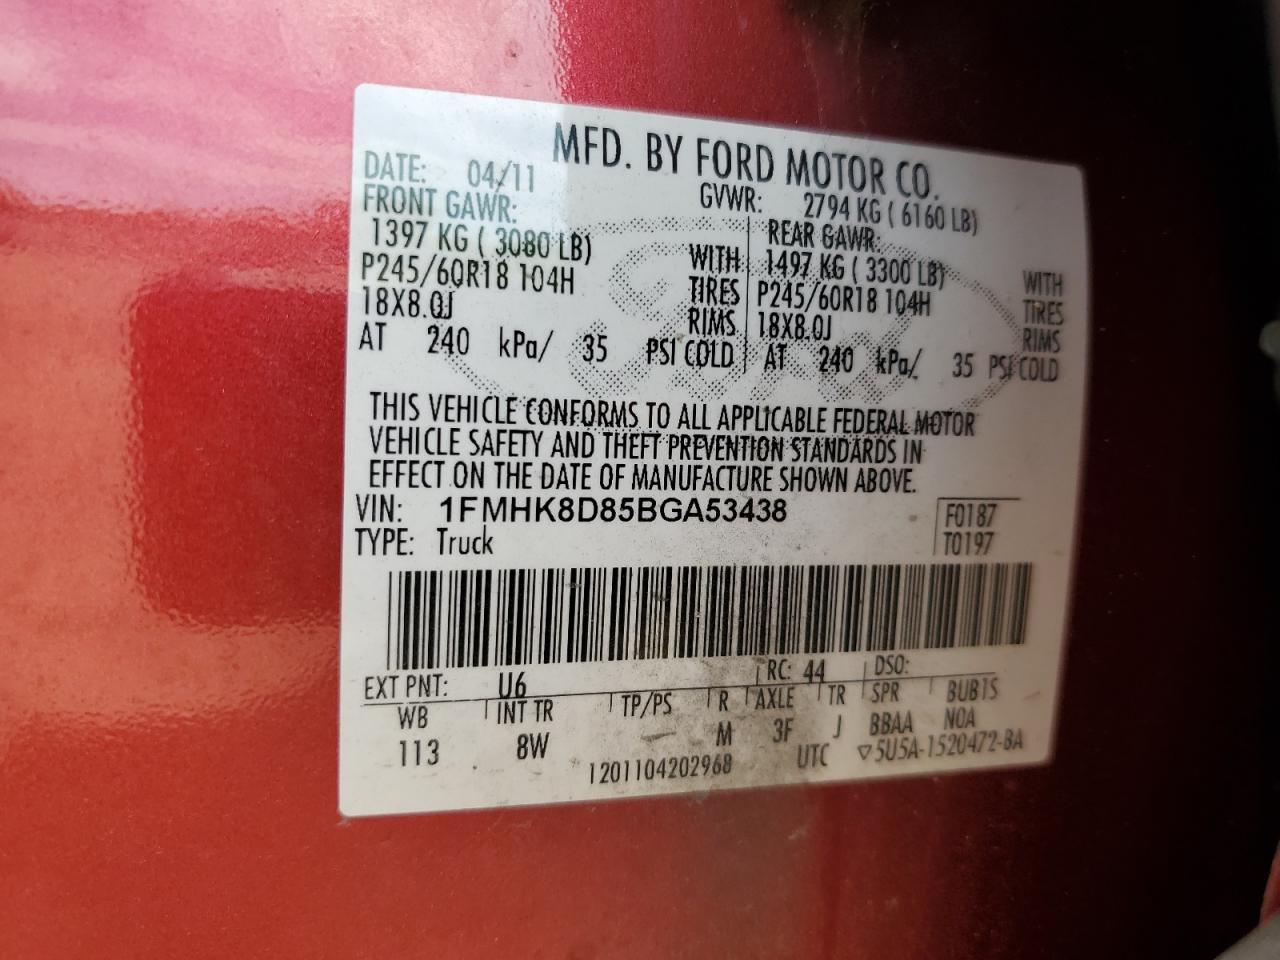 MFD. BY FORD MOTOR CO.
DATE: 04/11 GVWR: 2794 KG ( 6160 LB)
FRONT GAWR: REAR GAWR:
1397 KG ( 3080 LB) WITH 1497 KG ( 3300 LB) WITH
P245/60R18 104H TIRES P245/60R18 104H TIRES
18X8.0J RIMS 18X8.0J RIMS
AT 240 kPa/ 35 PSI COLD AT 240 kPa/ 35 PSI COLD
THIS VEHICLE CONFORMS TO ALL APPLICABLE FEDERAL MOTOR
VEHICLE SAFETY AND THEFT PREVENTION STANDARDS IN
EFFECT ON THE DATE OF MANUFACTURE SHOWN ABOVE.
VIN: 1FMHK8D85BGA53438 F0187
TYPE: Truck T0197
EXT PNT: U6 RC: 44 DSO:
WB INT TR TP/PS R AXLE TR SPR BUBTS
113 8W — M 3F J BBAA NOA
1201104202968 UTC ▽5U5A-1520472-BA